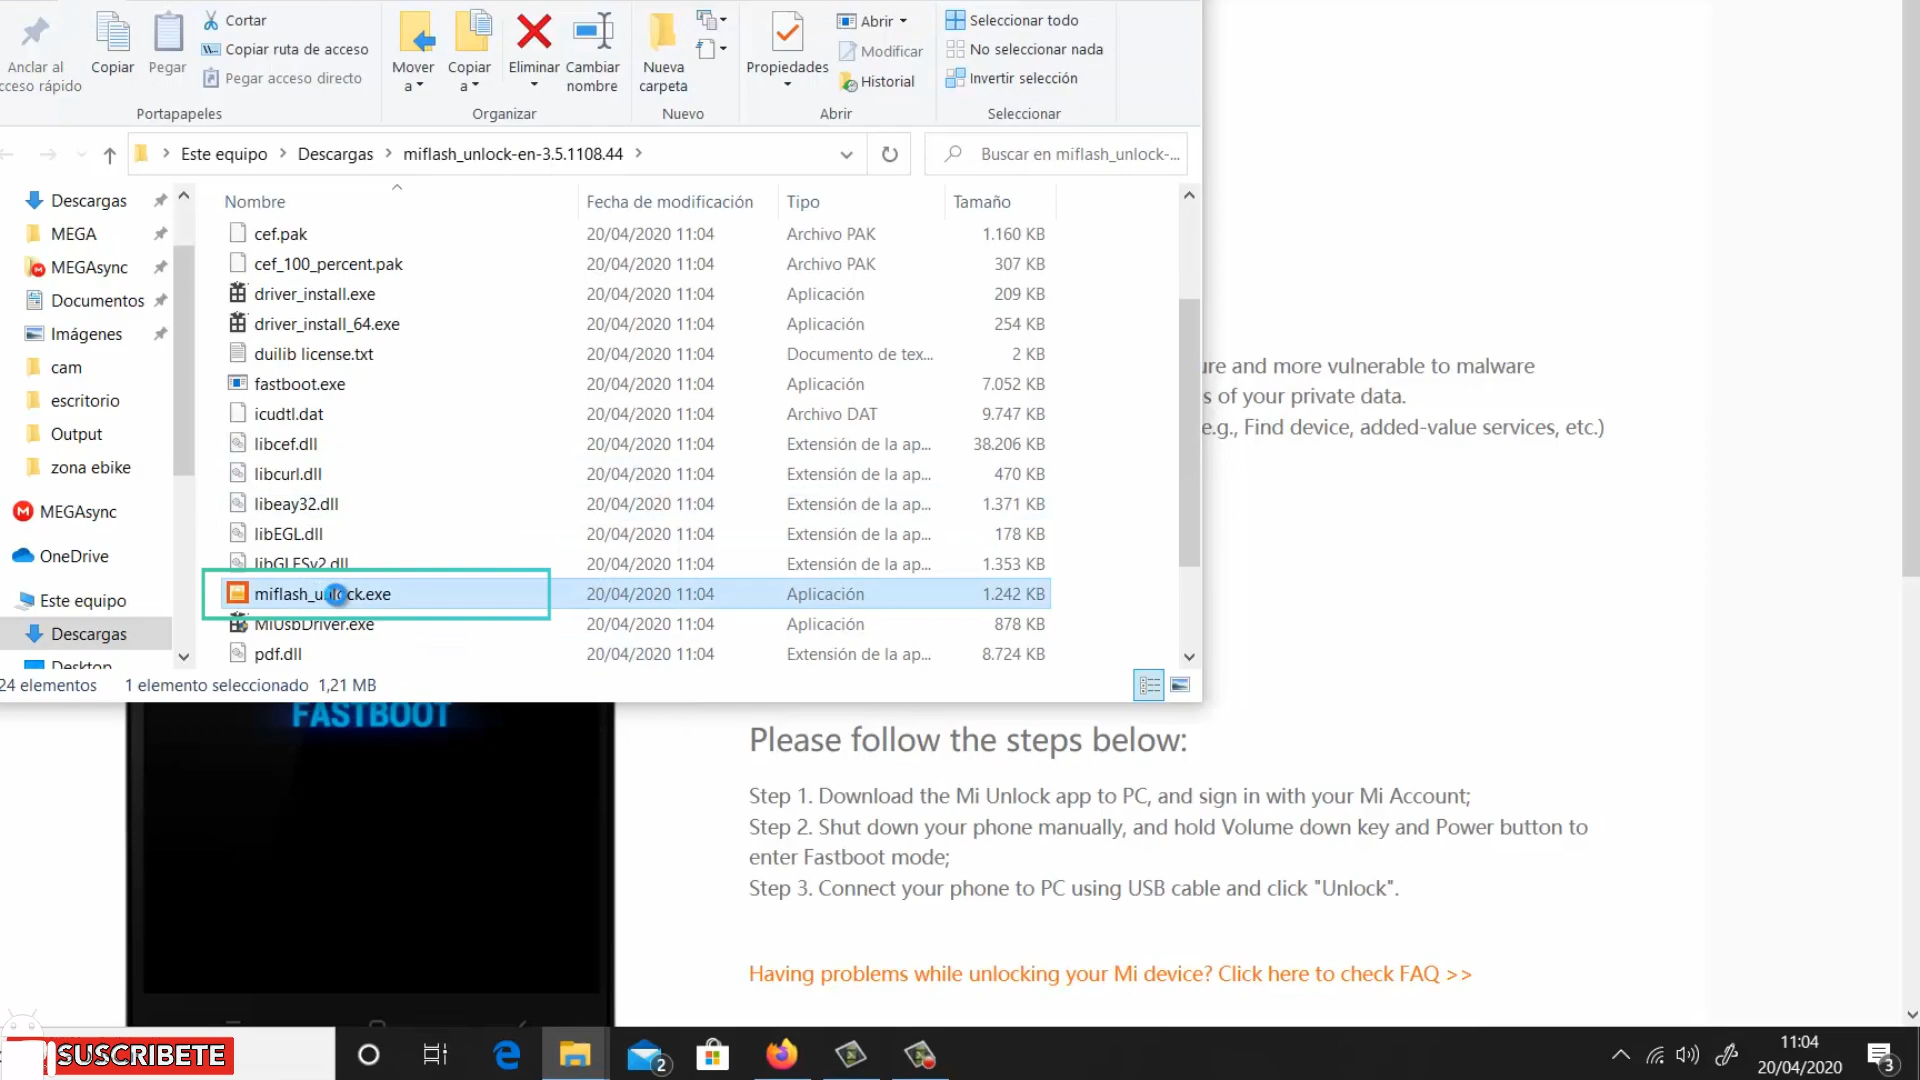 Anclar al
cceso rápido
Copiar
Pegar
Cortar
Copiar ruta de acceso
Pegar acceso directo
Portapapeles
Mover
a
Copiar
a
Eliminar
Cambiar
nombre
Organizar
Nueva
carpeta
Nuevo
Propiedades
Abrir
Modificar
Historial
Abrir
Seleccionar todo
No seleccionar nada
Invertir selección
Seleccionar
Este equipo > Descargas > miflash_unlock-en-3.5.1108.44 >
Buscar en miflash_unlock-...
Descargas
MEGA
MEGAsync
Documentos
Imágenes
cam
escritorio
Output
zona ebike
MEGAsync
OneDrive
Este equipo
Descargas
Desktop
Nombre Fecha de modificación Tipo Tamaño
cef.pak 20/04/2020 11:04 Archivo PAK 1.160 KB
cef_100_percent.pak 20/04/2020 11:04 Archivo PAK 307 KB
driver_install.exe 20/04/2020 11:04 Aplicación 209 KB
driver_install_64.exe 20/04/2020 11:04 Aplicación 254 KB
duilib license.txt 20/04/2020 11:04 Documento de tex... 2 KB
fastboot.exe 20/04/2020 11:04 Aplicación 7.052 KB
icudtl.dat 20/04/2020 11:04 Archivo DAT 9.747 KB
libcef.dll 20/04/2020 11:04 Extensión de la ap... 38.206 KB
libcurl.dll 20/04/2020 11:04 Extensión de la ap... 470 KB
libeay32.dll 20/04/2020 11:04 Extensión de la ap... 1.371 KB
libEGL.dll 20/04/2020 11:04 Extensión de la ap... 178 KB
libGLESv2.dll 20/04/2020 11:04 Extensión de la ap... 1.353 KB
miflash_unlock.exe 20/04/2020 11:04 Aplicación 1.242 KB
MiUsbDriver.exe 20/04/2020 11:04 Aplicación 878 KB
pdf.dll 20/04/2020 11:04 Extensión de la ap... 8.724 KB
24 elementos 1 elemento seleccionado 1,21 MB
ure and more vulnerable to malware
s of your private data.
e.g., Find device, added-value services, etc.)
FASTBOOT
Please follow the steps below:
Step 1. Download the Mi Unlock app to PC, and sign in with your Mi Account;
Step 2. Shut down your phone manually, and hold Volume down key and Power button to
enter Fastboot mode;
Step 3. Connect your phone to PC using USB cable and click "Unlock".
Having problems while unlocking your Mi device? Click here to check FAQ >>
SUSCRIBETE
2
11:04
20/04/2020
3